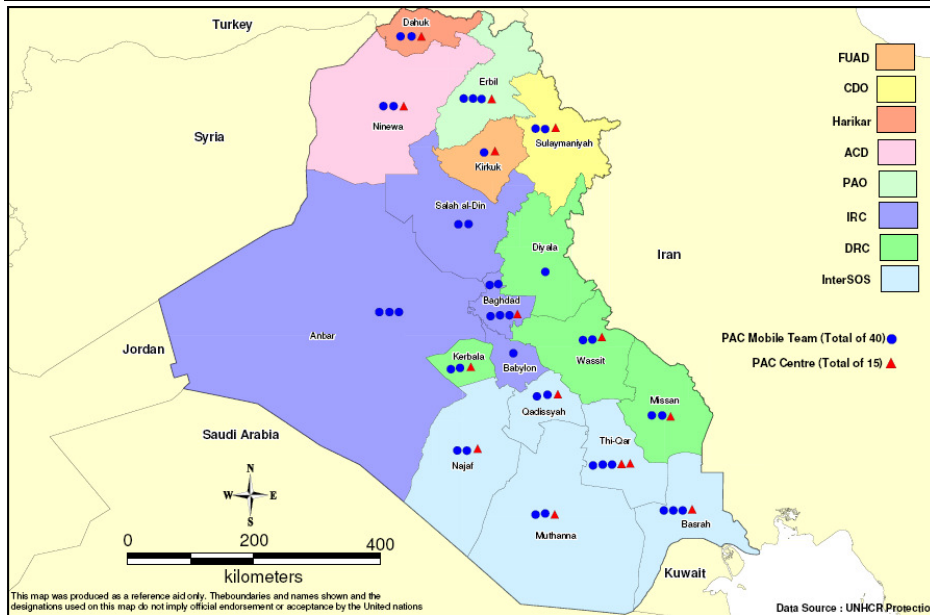 Turkey
Dahuk
FUAD
CDO
Harikar
ACD
PAO
IRC
DRC
InterSOS
Erbil
Ninewa
Syria
Sulaymaniyah
Kirkuk
Salah al-Din
Diyala
Iran
Baghdad
Anbar
PAC Mobile Team (Total of 40)
PAC Centre (Total of 15)
Jordan
Kerbala
Babylon
Wassit
Missan
Qadissyah
Saudi Arabia
Thi-Qar
Najaf
N
W
E
S
Basrah
Muthanna
0
200
400
kilometers
Kuwait
This map was produced as a reference aid only. Theboundaries and names shown and the
designations used on this map do not imply official endorsement or acceptance by the United nations
Data Source : UNHCR Protectio